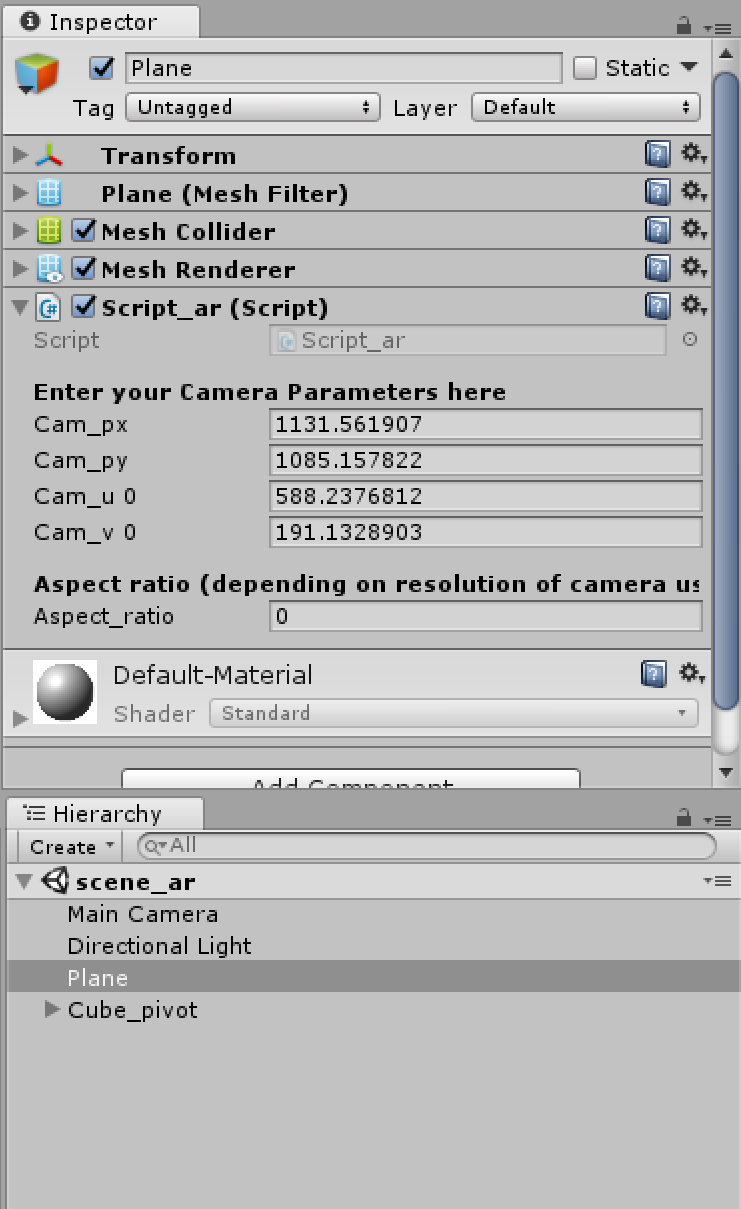 Inspector
Plane Static
Tag Untagged Layer Default
Transform
Plane (Mesh Filter)
Mesh Collider
Mesh Renderer
Script_ar (Script)
Script Script_ar
Enter your Camera Parameters here
Cam_px 1131.561907
Cam_py 1085.157822
Cam_u 0 588.2376812
Cam_v 0 191.1328903
Aspect ratio (depending on resolution of camera us
Aspect_ratio 0
Default-Material
Shader Standard
Add Component
Hierarchy
Create All
scene_ar
Main Camera
Directional Light
Plane
Cube_pivot